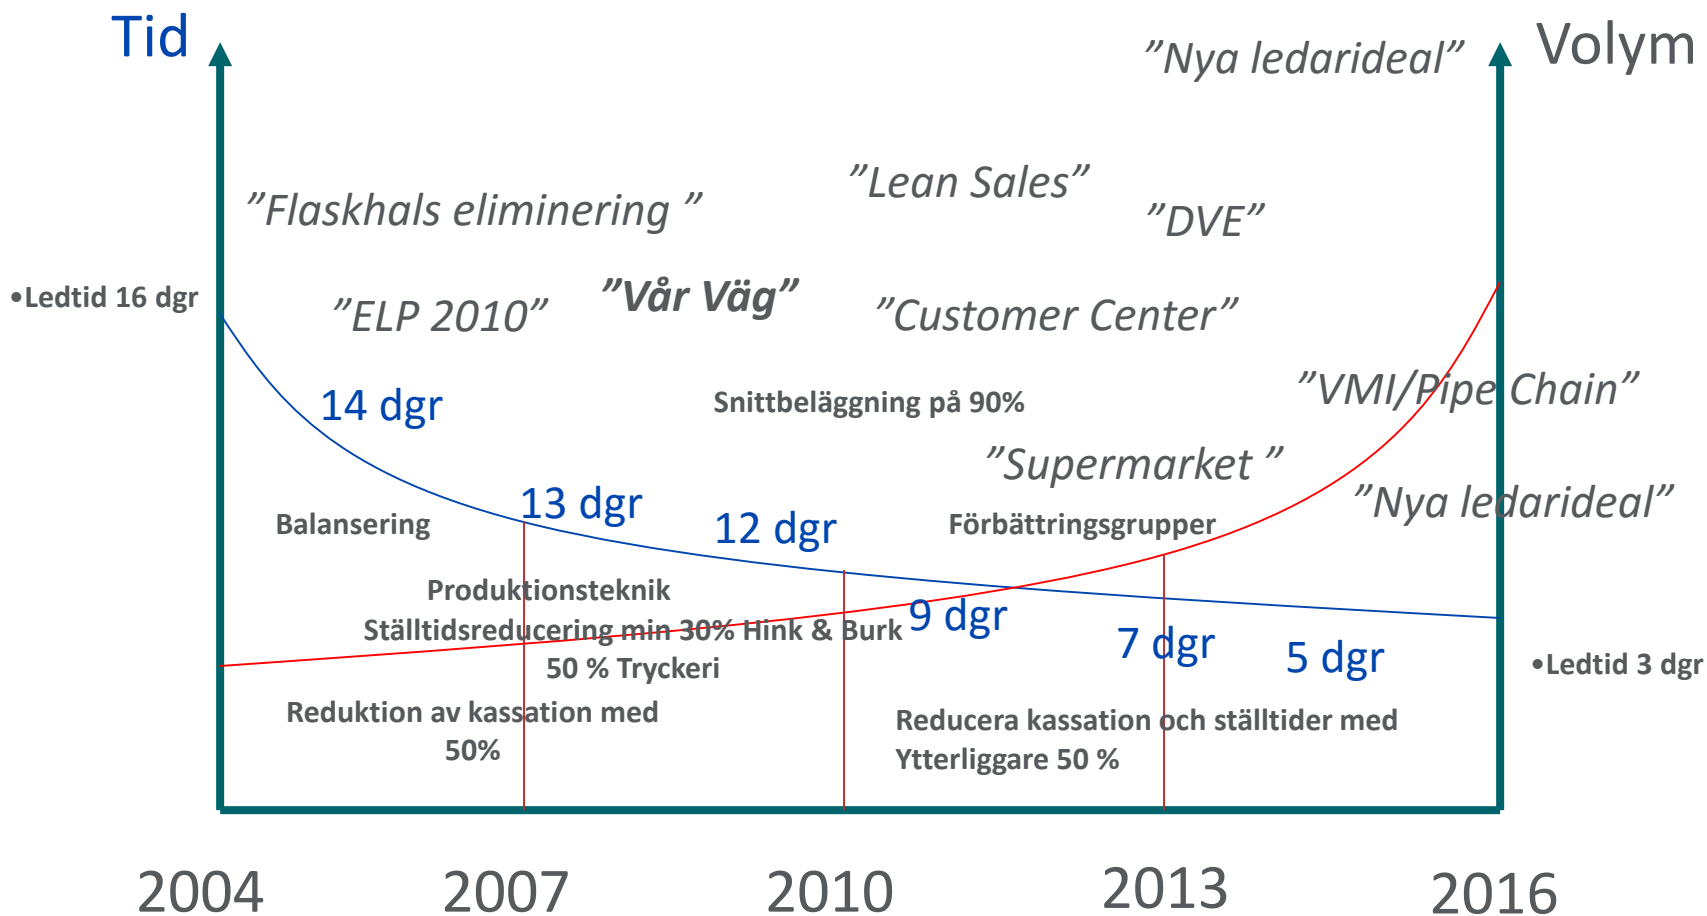 Tid
Volym
”Nya ledarideal”
”Lean Sales”
”Flaskhals eliminering ”
”DVE”
•Ledtid 16 dgr
”Vår Väg”
”ELP 2010”
”Customer Center”
14 dgr
Snittbeläggning på 90%
”VMI/Pipe Chain”
”Supermarket ”
13 dgr
”Nya ledarideal”
Balansering
12 dgr
Förbättringsgrupper
Produktionsteknik
Ställtidsreducering min 30% Hink & Burk
50 % Tryckeri
9 dgr
7 dgr
5 dgr
•Ledtid 3 dgr
Reduktion av kassation med
50%
Reducera kassation och ställtider med
Ytterliggare 50 %
2004
2007
2010
2013
2016